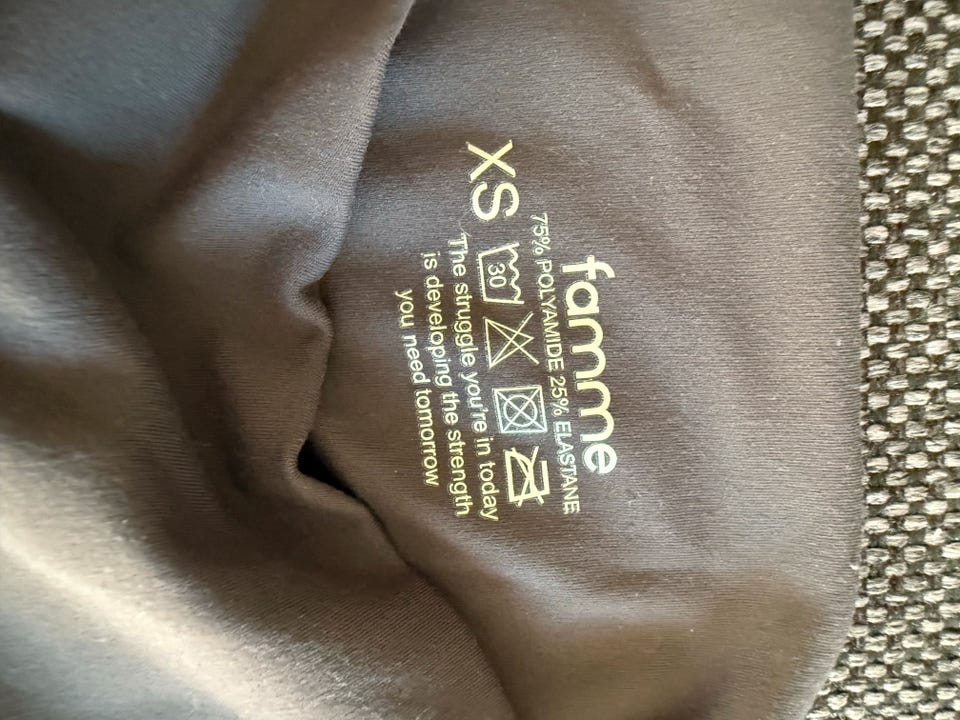 famme
75% POLYAMIDE 25% ELASTANE
XS 30
The struggle you're in today
is developing the strength
you need tomorrow